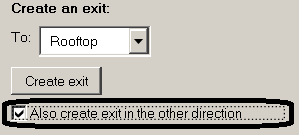 Create an exit:
To: Rooftop
Create exit
Also create exit in the other direction